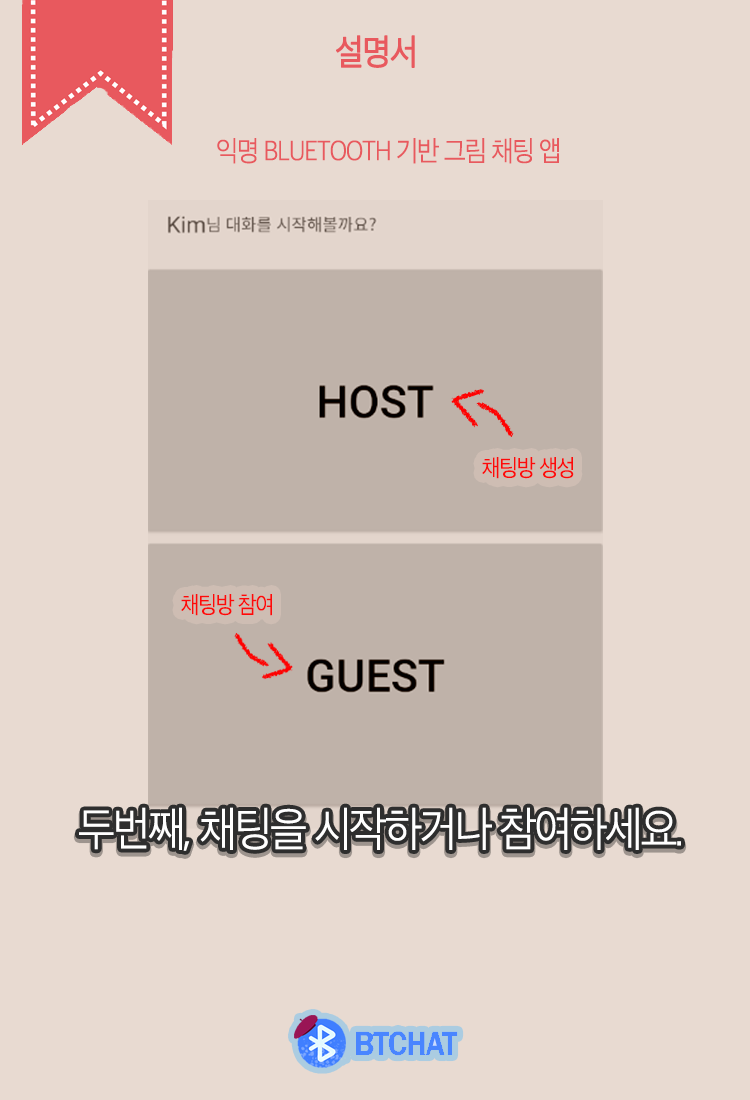 설명서
익명 BLUETOOTH 기반 그림 채팅 앱
Kim님 대화를 시작해볼까요?
HOST
채팅방 생성
채팅방 참여
GUEST
두번째, 채팅을 시작하거나 참여하세요.
BTCHAT